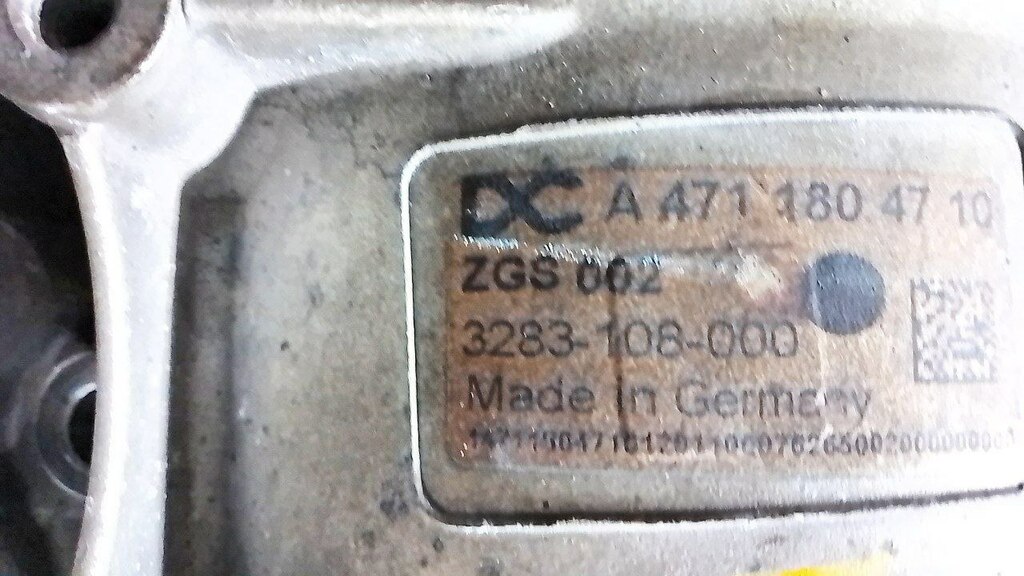 DC A 471 180 47 10
ZGS 002
3283-108-000
Made in Germany